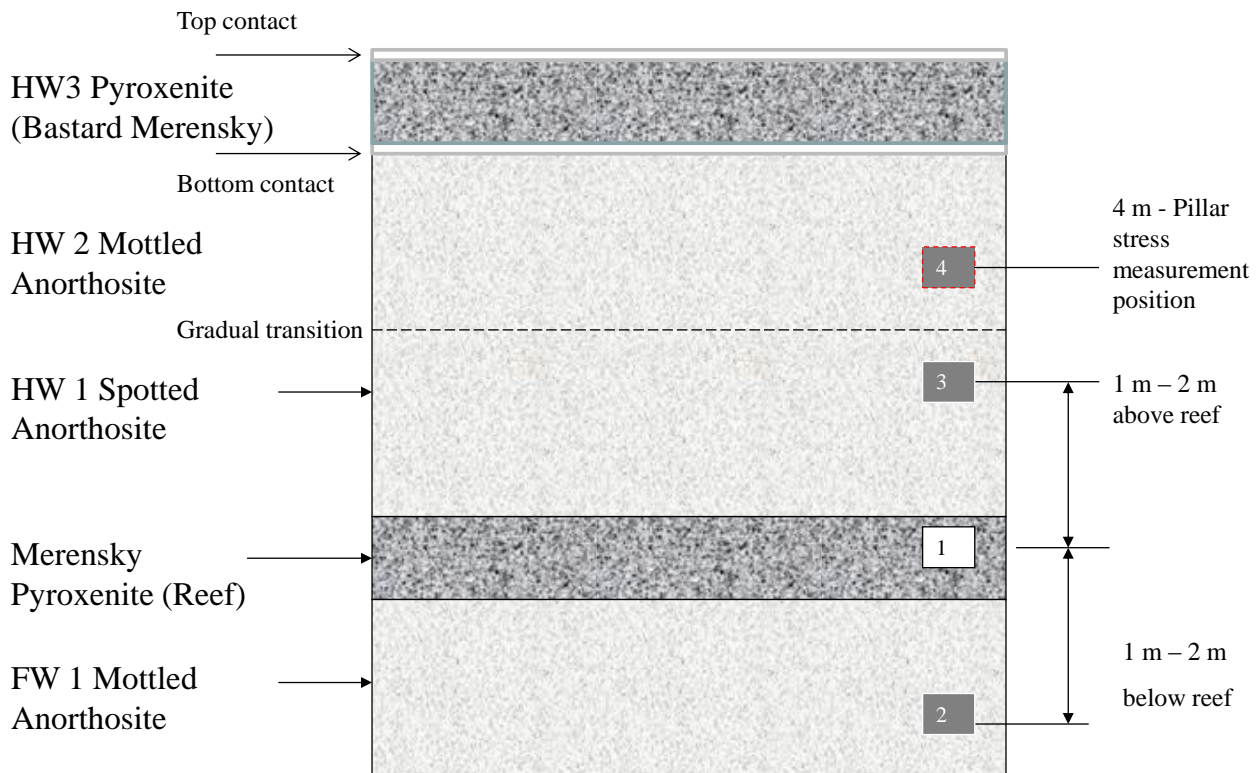 Top contact
HW3 Pyroxenite
(Bastard Merensky)
Bottom contact
HW 2 Mottled
Anorthosite
Gradual transition
HW 1 Spotted
Anorthosite
Merensky
Pyroxenite (Reef)
FW 1 Mottled
Anorthosite
4
3
1
2
4 m - Pillar
stress
measurement
position
1 m – 2 m
above reef
1 m – 2 m
below reef